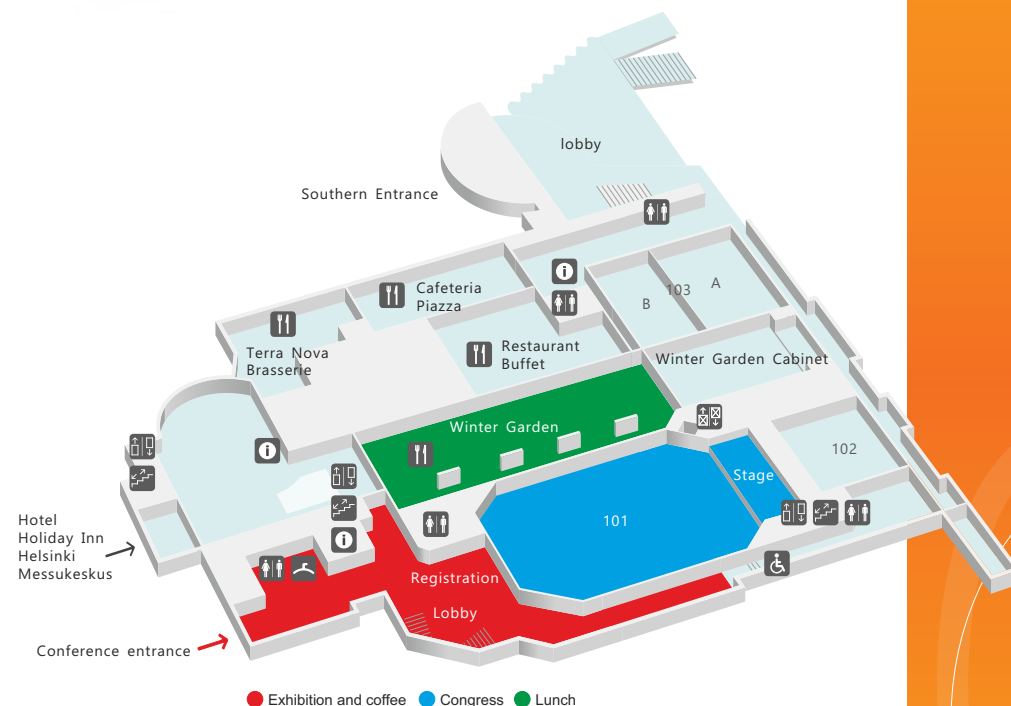 lobby
Southern Entrance
Cafeteria
Piazza
A
103
B
Terra Nova
Brasserie
Restaurant
Buffet
Winter Garden Cabinet
Winter Garden
102
Stage
101
Hotel
Holiday Inn
Helsinki
Messukeskus
Registration
Lobby
Conference entrance
Exhibition and coffee
Congress
Lunch